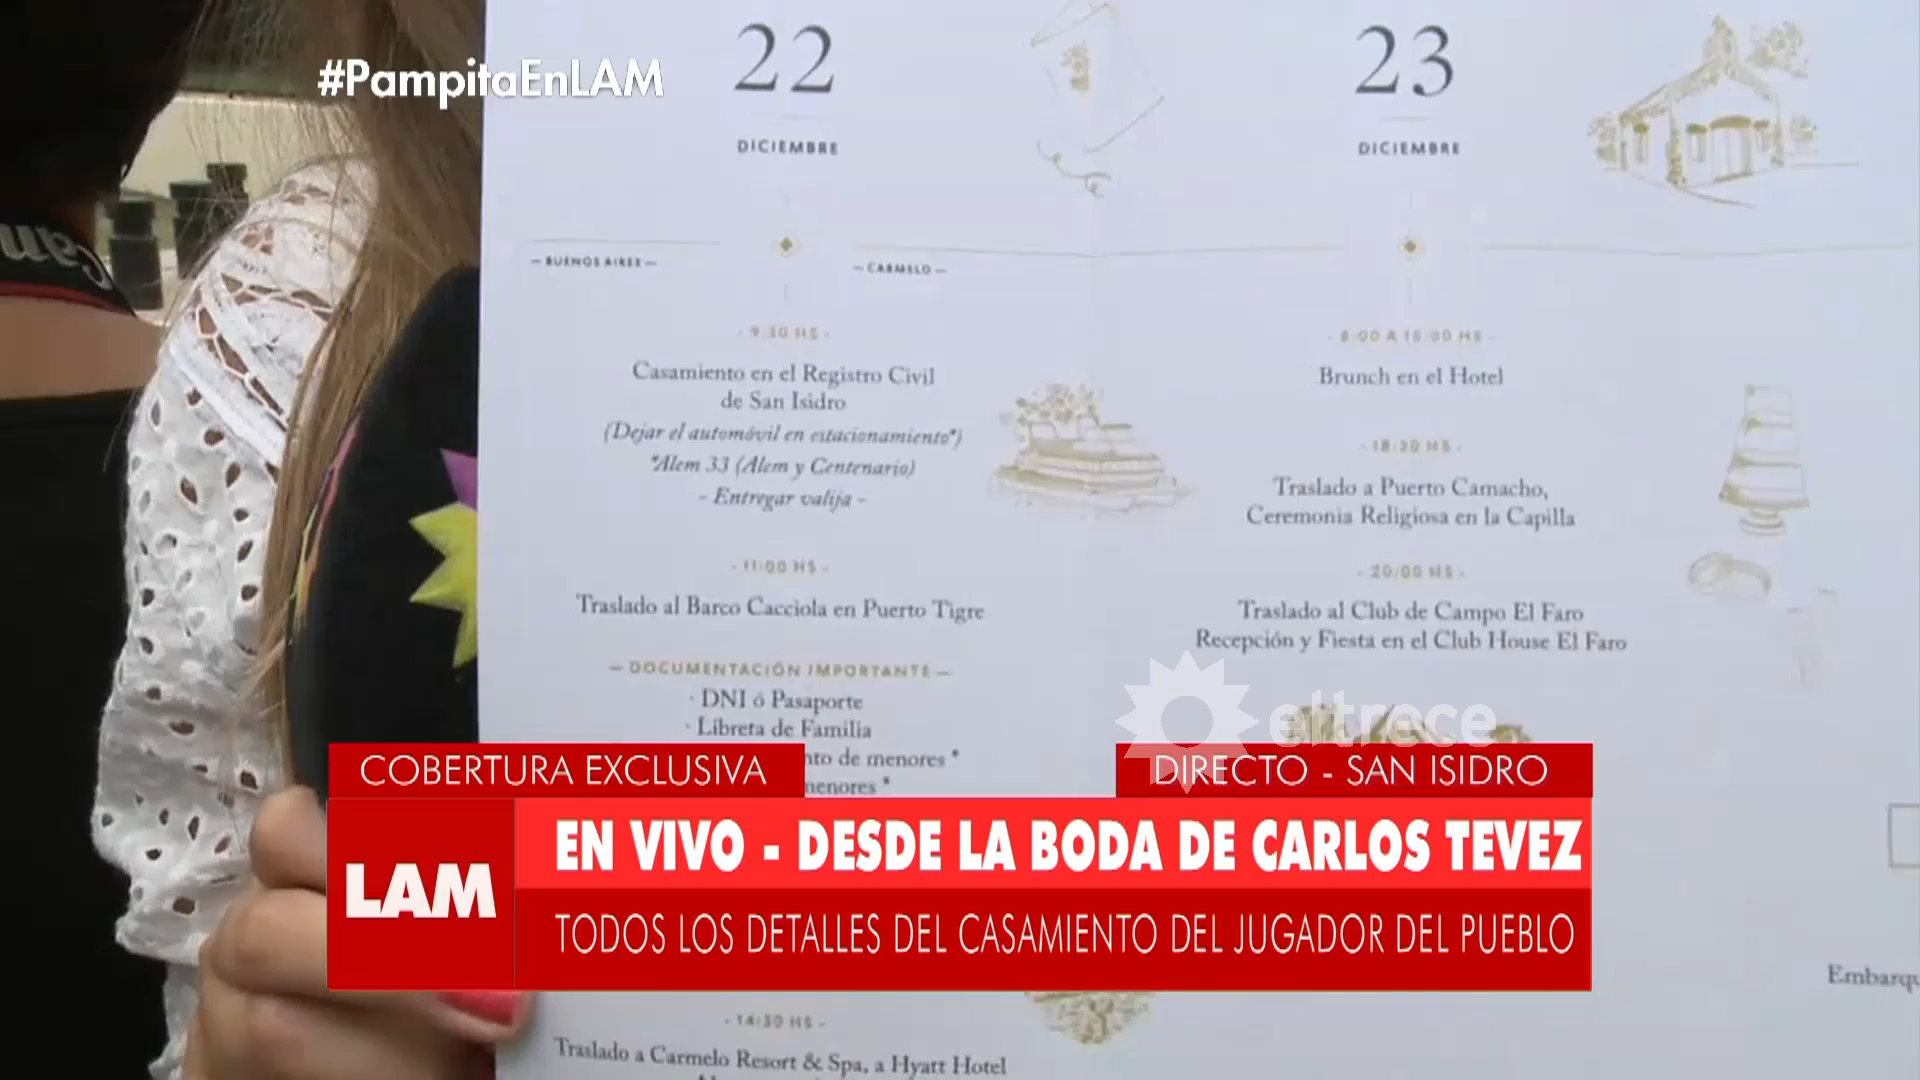 #PampitaEnLAM
22
DICIEMBRE
— BUENOS AIRES —
— CARMELO —
- 9:30 HS -
Casamiento en el Registro Civil
de San Isidro
(Dejar el automóvil en estacionamiento*)
*Alem 33 (Alem y Centenario)
- Entregar valija -
- 11:00 HS -
Traslado al Barco Cacciola en Puerto Tigre
— DOCUMENTACIÓN IMPORTANTE —
· DNI ó Pasaporte
· Libreta de Familia
nto de menores *
menores *
- 14:30 HS -
Traslado a Carmelo Resort & Spa, a Hyatt Hotel
23
DICIEMBRE
Brunch en el Hotel
- 18:30 HS -
Traslado a Puerto Camacho,
Ceremonia Religiosa en la Capilla
- 20:00 HS -
Traslado al Club de Campo El Faro
Recepción y Fiesta en el Club House El Faro
Embarqu
eltrece
COBERTURA EXCLUSIVA
DIRECTO - SAN ISIDRO
LAM
EN VIVO - DESDE LA BODA DE CARLOS TEVEZ
TODOS LOS DETALLES DEL CASAMIENTO DEL JUGADOR DEL PUEBLO